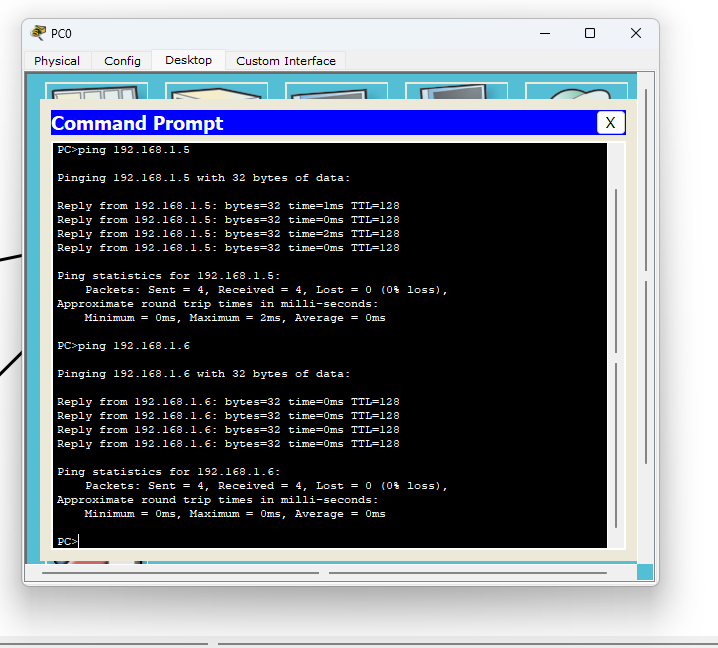 PC0
Physical Config Desktop Custom Interface
Command Prompt X
PC>ping 192.168.1.5
Pinging 192.168.1.5 with 32 bytes of data:
Reply from 192.168.1.5: bytes=32 time=1ms TTL=128
Reply from 192.168.1.5: bytes=32 time=0ms TTL=128
Reply from 192.168.1.5: bytes=32 time=2ms TTL=128
Reply from 192.168.1.5: bytes=32 time=0ms TTL=128
Ping statistics for 192.168.1.5:
Packets: Sent = 4, Received = 4, Lost = 0 (0% loss),
Approximate round trip times in milli-seconds:
Minimum = 0ms, Maximum = 2ms, Average = 0ms
PC>ping 192.168.1.6
Pinging 192.168.1.6 with 32 bytes of data:
Reply from 192.168.1.6: bytes=32 time=0ms TTL=128
Reply from 192.168.1.6: bytes=32 time=0ms TTL=128
Reply from 192.168.1.6: bytes=32 time=0ms TTL=128
Reply from 192.168.1.6: bytes=32 time=0ms TTL=128
Ping statistics for 192.168.1.6:
Packets: Sent = 4, Received = 4, Lost = 0 (0% loss),
Approximate round trip times in milli-seconds:
Minimum = 0ms, Maximum = 0ms, Average = 0ms
PC>